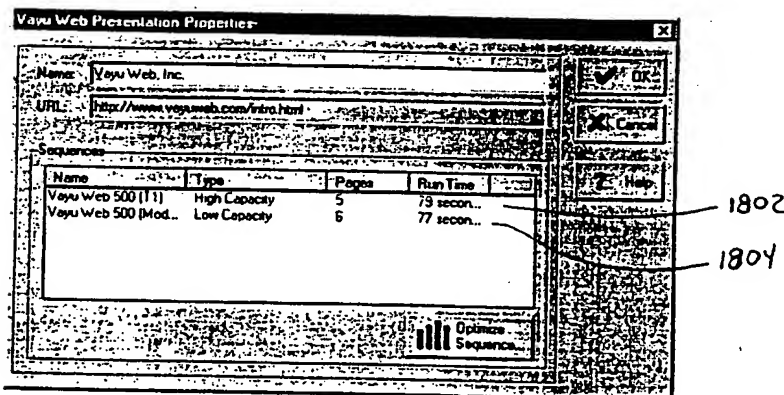 Vayu Web Presentation Properties
Name: Vayu Web, Inc.
OK
URL: http://www.vayuweb.com/intro.html
Cancel
Sequences
Help
Name Type Pages Run Time
Vayu Web 500 (T1) High Capacity 5 79 secon...
Vayu Web 500 (Mod... Low Capacity 6 77 secon...
1802
1804
Optimize
Sequence...